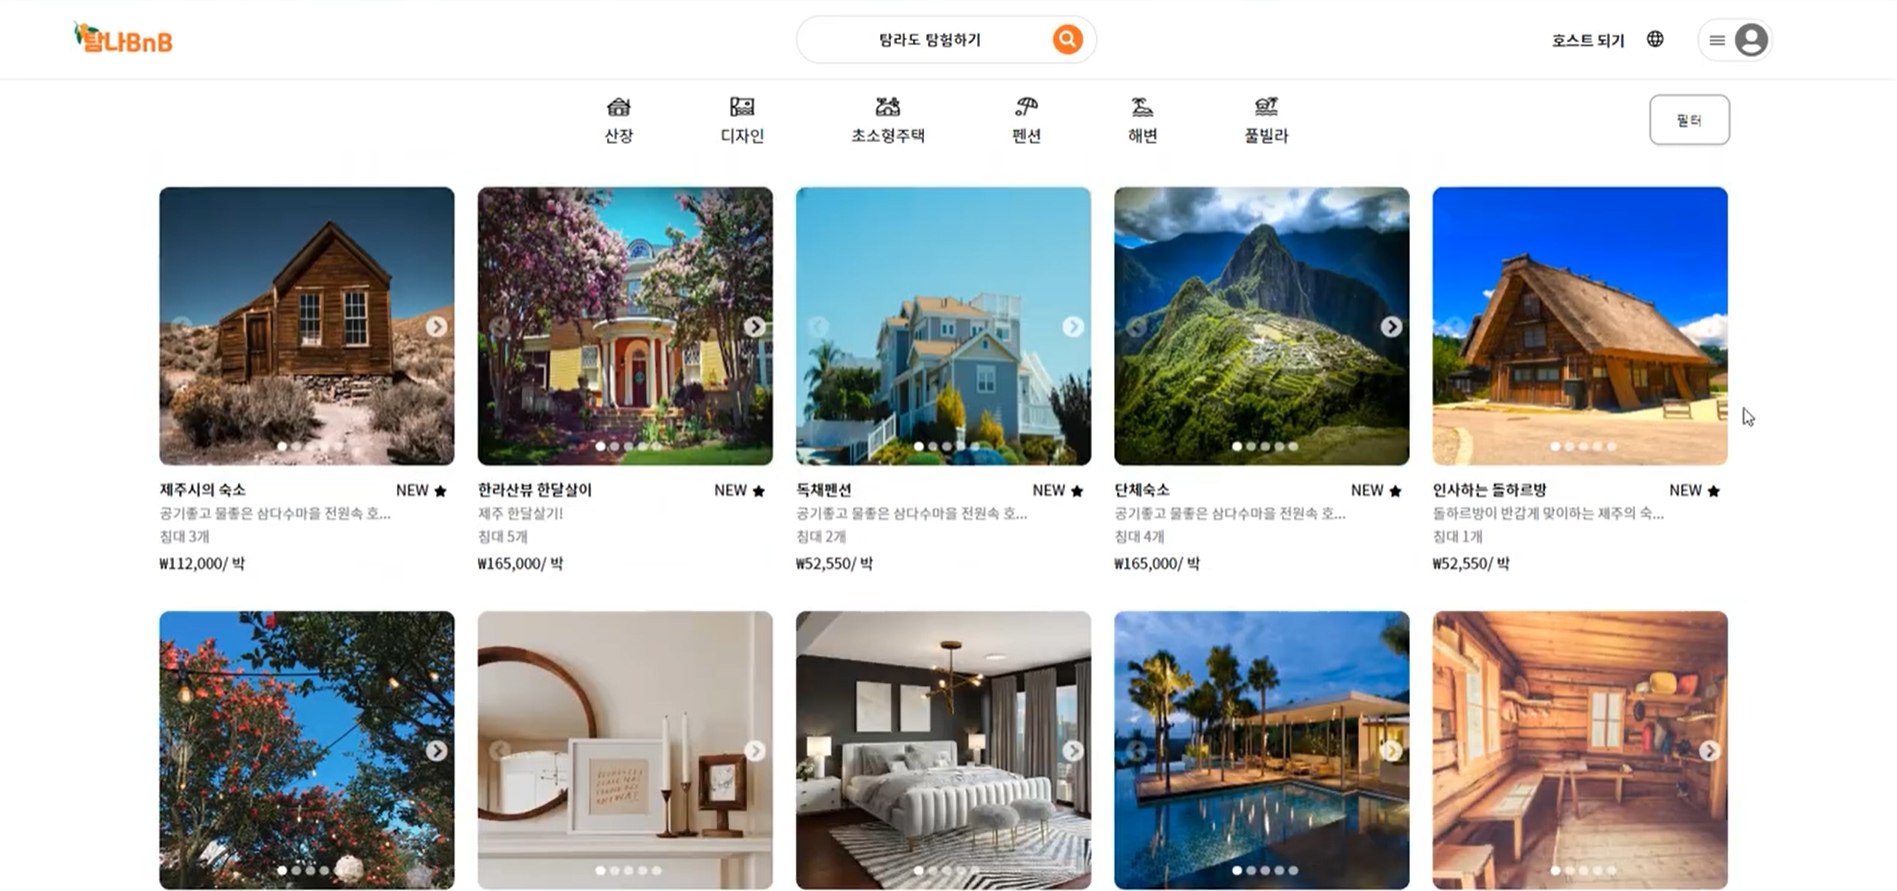 탐나BnB
탐라도 탐험하기
호스트 되기
산장
디자인
초소형주택
펜션
해변
풀빌라
필터
제주시의 숙소 NEW ★
공기좋고 물좋은 삼다수마을 전원속 호...
침대 3개
₩112,000/ 박
한라산뷰 한달살이 NEW ★
제주 한달살기!
침대 5개
₩165,000/ 박
독채펜션 NEW ★
공기좋고 물좋은 삼다수마을 전원속 호...
침대 2개
₩52,550/ 박
단체숙소 NEW ★
공기좋고 물좋은 삼다수마을 전원속 호...
침대 4개
₩165,000/ 박
인사하는 돌하르방 NEW ★
돌하르방이 반갑게 맞이하는 제주의 숙...
침대 1개
₩52,550/ 박